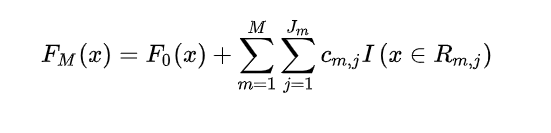 $F_M(x) = F_0(x) + \sum_{m=1}^{M} \sum_{j=1}^{J_m} c_{m,j} I\,(x \in R_{m,j})$